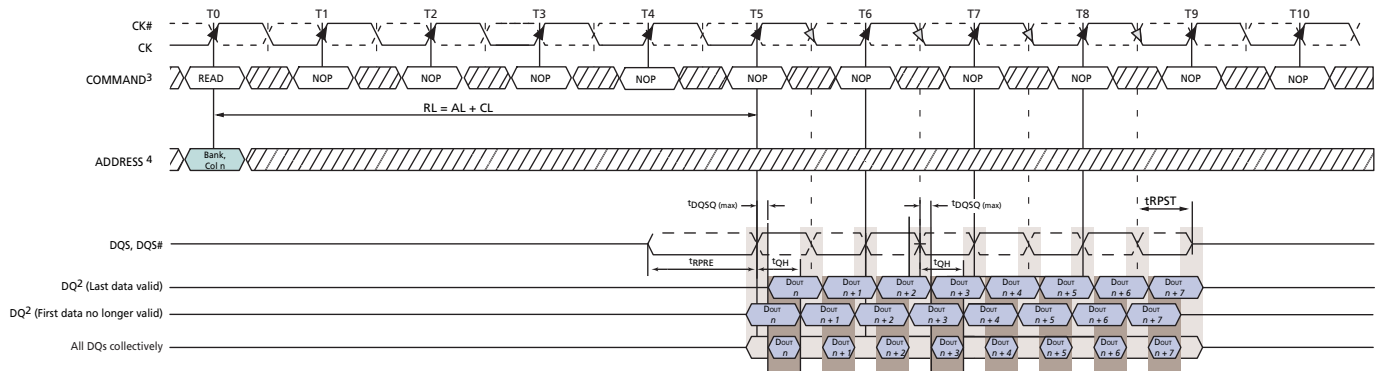 T0 T1 T2 T3 T4 T5 T6 T7 T8 T9 T10
CK#
CK
COMMAND3 READ NOP NOP NOP NOP NOP NOP NOP NOP NOP NOP
RL = AL + CL
ADDRESS 4 Bank, Col n
tDQSQ (max) tDQSQ (max) tRPST
DQS, DQS#
tRPRE tQH tQH
DQ2 (Last data valid) DOUT n DOUT n + 1 DOUT n + 2 DOUT n + 3 DOUT n + 4 DOUT n + 5 DOUT n + 6 DOUT n + 7
DQ2 (First data no longer valid) DOUT n DOUT n + 1 DOUT n + 2 DOUT n + 3 DOUT n + 4 DOUT n + 5 DOUT n + 6 DOUT n + 7
All DQs collectively DOUT n DOUT n + 1 DOUT n + 2 DOUT n + 3 DOUT n + 4 DOUT n + 5 DOUT n + 6 DOUT n + 7